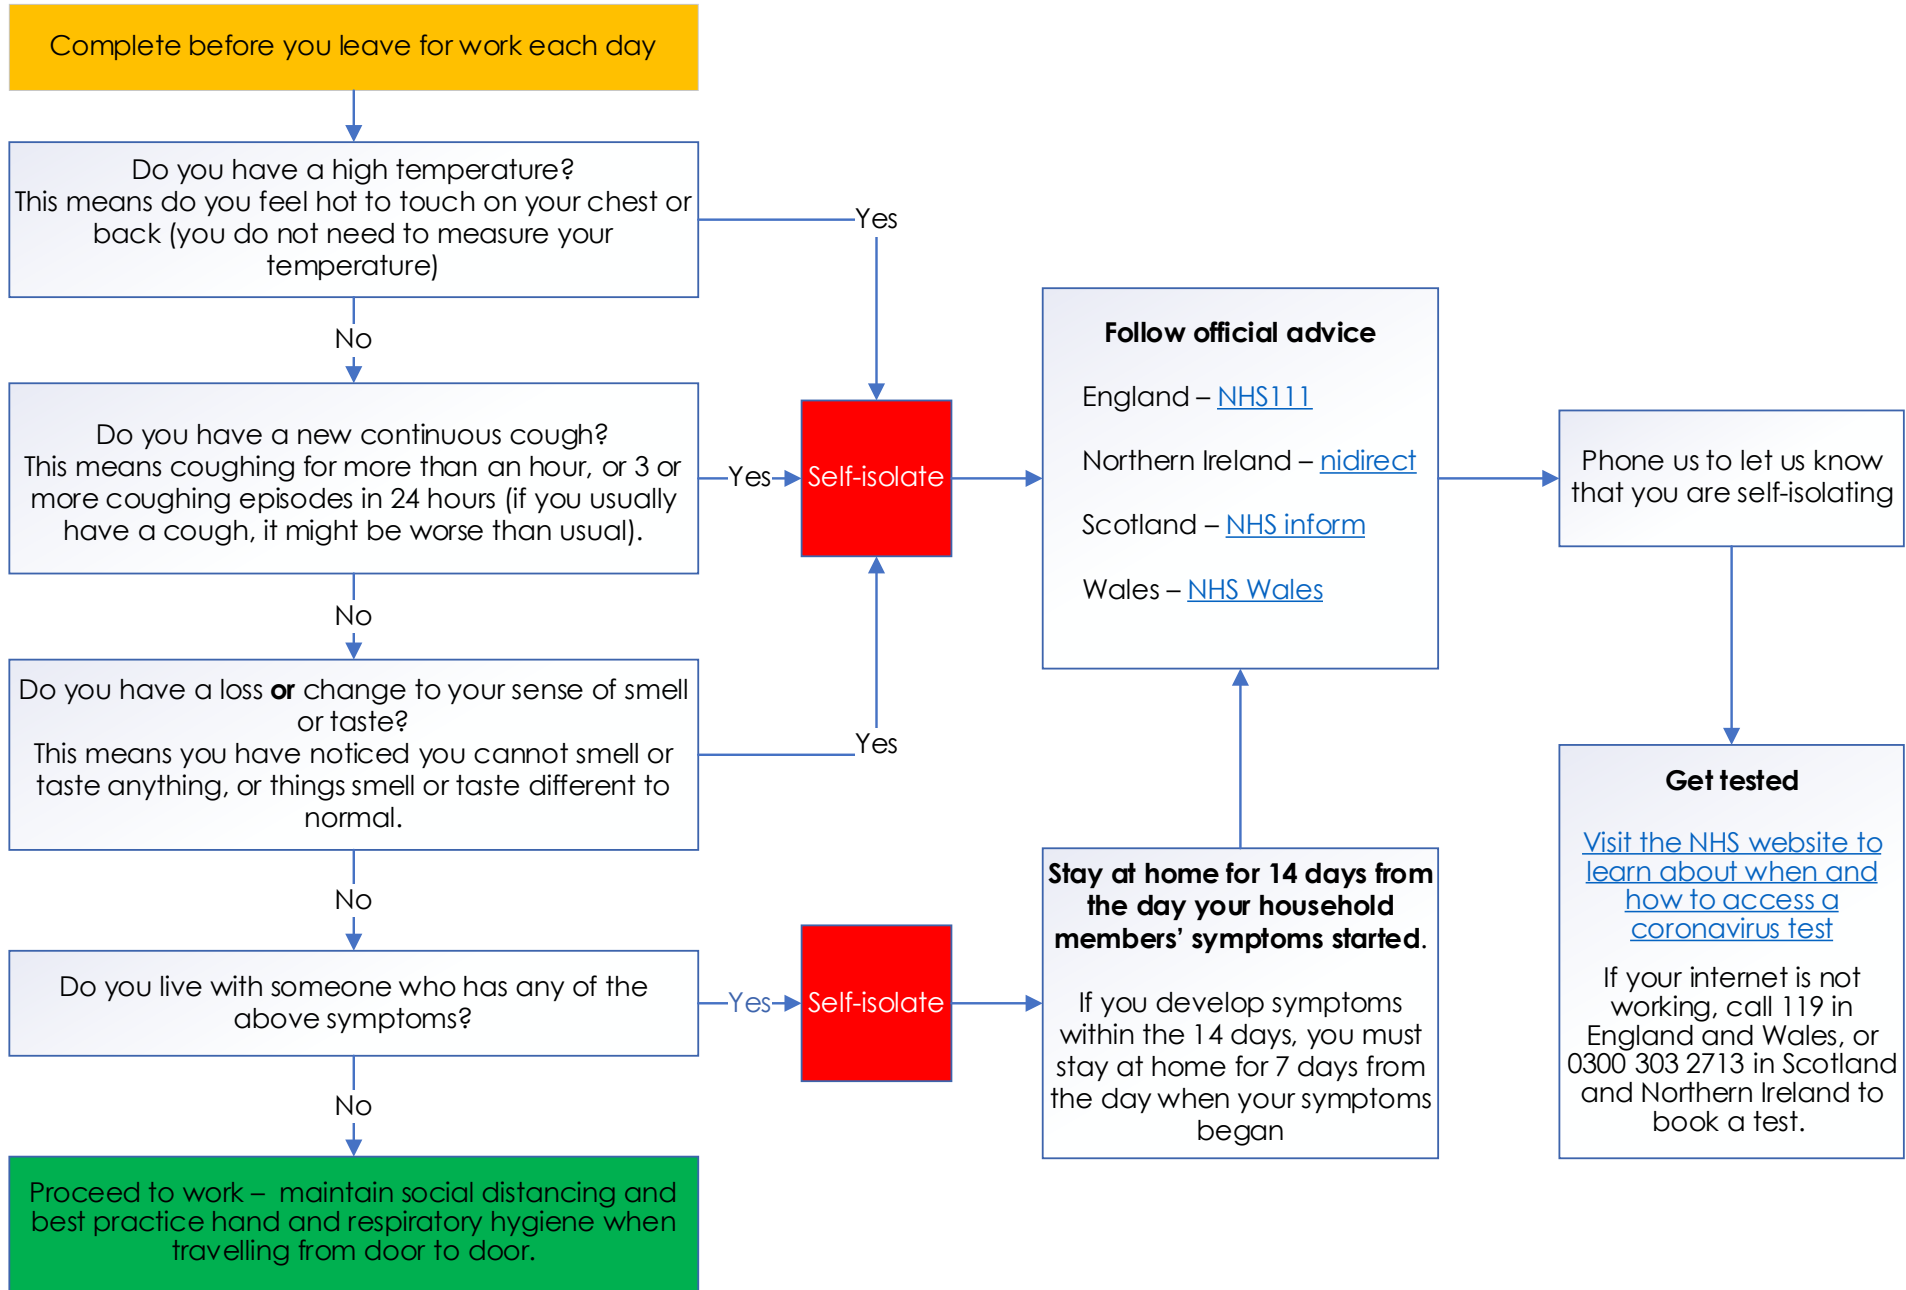 Complete before you leave for work each day
Do you have a high temperature?
This means do you feel hot to touch on your chest or
back (you do not need to measure your
temperature)
Yes
No
Do you have a new continuous cough?
This means coughing for more than an hour, or 3 or
more coughing episodes in 24 hours (if you usually
have a cough, it might be worse than usual).
Yes
Self-isolate
No
Do you have a loss or change to your sense of smell
or taste?
This means you have noticed you cannot smell or
taste anything, or things smell or taste different to
normal.
Yes
No
Do you live with someone who has any of the
above symptoms?
Yes
Self-isolate
No
Proceed to work –  maintain social distancing and
best practice hand and respiratory hygiene when
travelling from door to door.
Follow official advice
England – NHS111
Northern Ireland – nidirect
Scotland – NHS inform
Wales – NHS Wales
Stay at home for 14 days from
the day your household
members’ symptoms started.
If you develop symptoms
within the 14 days, you must
stay at home for 7 days from
the day when your symptoms
began
Phone us to let us know
that you are self-isolating
Get tested
Visit the NHS website to
learn about when and
how to access a
coronavirus test
If your internet is not
working, call 119 in
England and Wales, or
0300 303 2713 in Scotland
and Northern Ireland to
book a test.